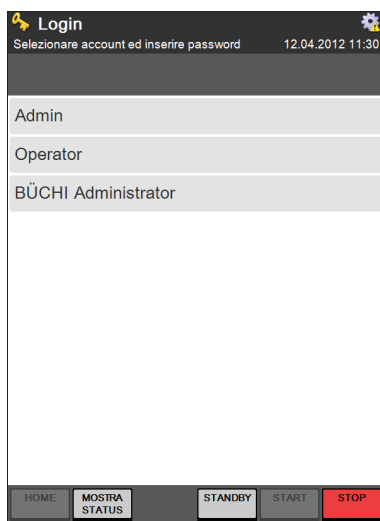 Login
Selezionare account ed inserire password 12.04.2012 11:30
Admin
Operator
BÜCHI Administrator
HOME MOSTRA STANDBY START STOP
STATUS